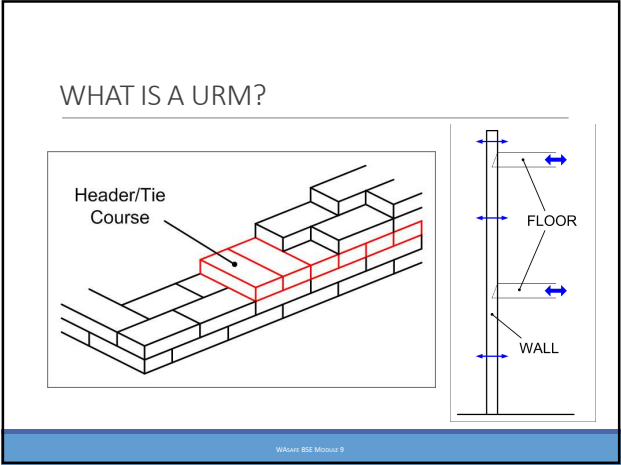 WHAT IS A URM?
Header/Tie
Course
FLOOR
WALL
WASAFE BSE MODULE 9